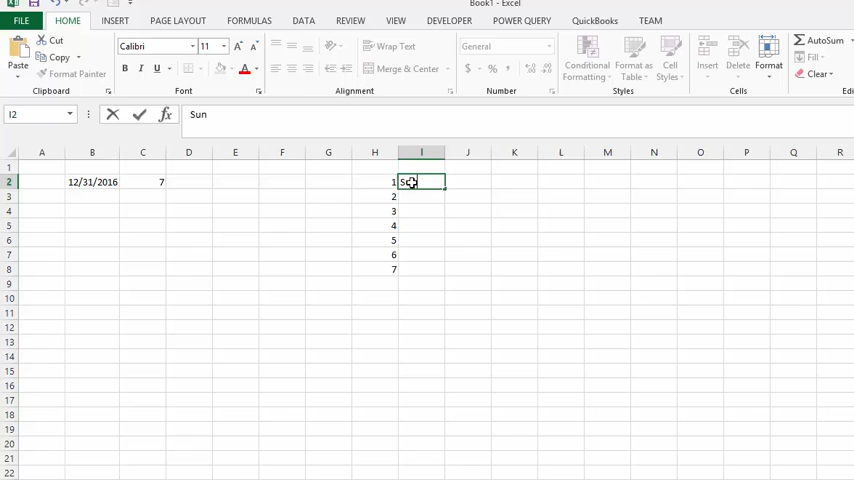 Book1 - Excel
FILE HOME INSERT PAGE LAYOUT FORMULAS DATA REVIEW VIEW DEVELOPER POWER QUERY QuickBooks TEAM
Paste
Cut
Copy
Format Painter
Clipboard
Calibri 11 A A
B I U A
Font
Wrap Text
Merge & Center
Alignment
General
$ % ,
Number
Conditional Formatting
Format as Table
Cell Styles
Styles
Insert Delete Format
Cells
AutoSum
Fill
Clear
I2 fx Sun
A B C D E F G H I J K L M N O P Q R
1
2 12/31/2016 7 1
3 2
4 3
5 4
6 5
7 6
8 7
9
10
11
12
13
14
15
16
17
18
19
20
21
22